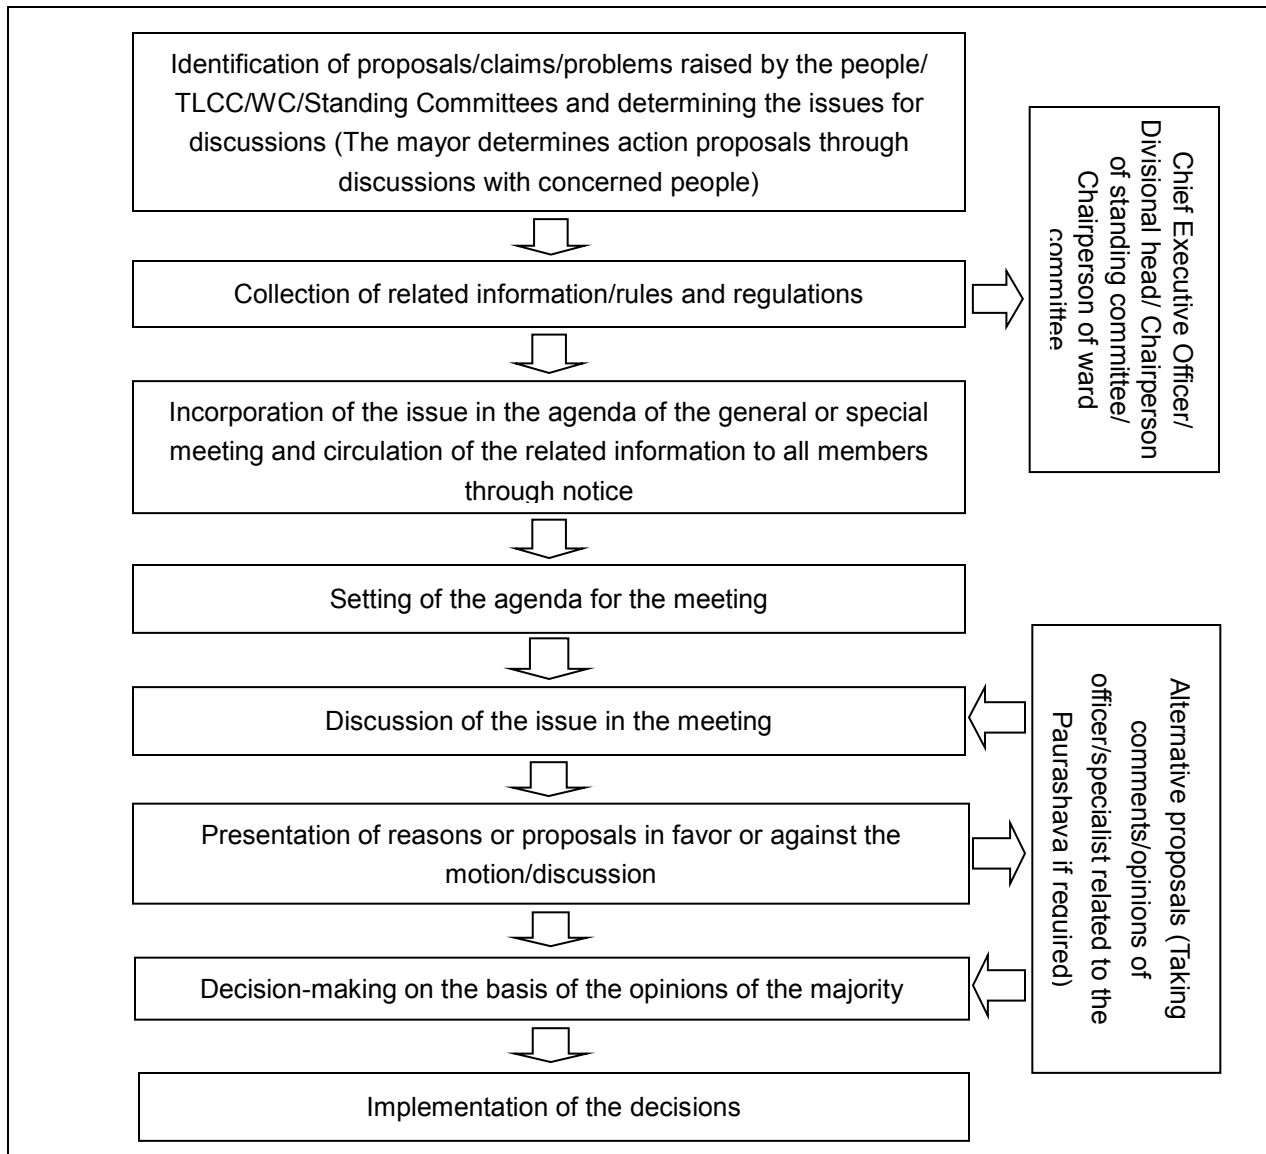 Identification of proposals/claims/problems raised by the people/
TLCC/WC/Standing Committees and determining the issues for
discussions (The mayor determines action proposals through
discussions with concerned people)
Chief Executive Officer/
Divisional head/ Chairperson
of standing committee/
Chairperson of ward
committee
Collection of related information/rules and regulations
Incorporation of the issue in the agenda of the general or special
meeting and circulation of the related information to all members
through notice
Setting of the agenda for the meeting
Discussion of the issue in the meeting
Alternative proposals (Taking
comments/opinions of
officer/specialist related to the
Paurashava if required)
Presentation of reasons or proposals in favor or against the
motion/discussion
Decision-making on the basis of the opinions of the majority
Implementation of the decisions